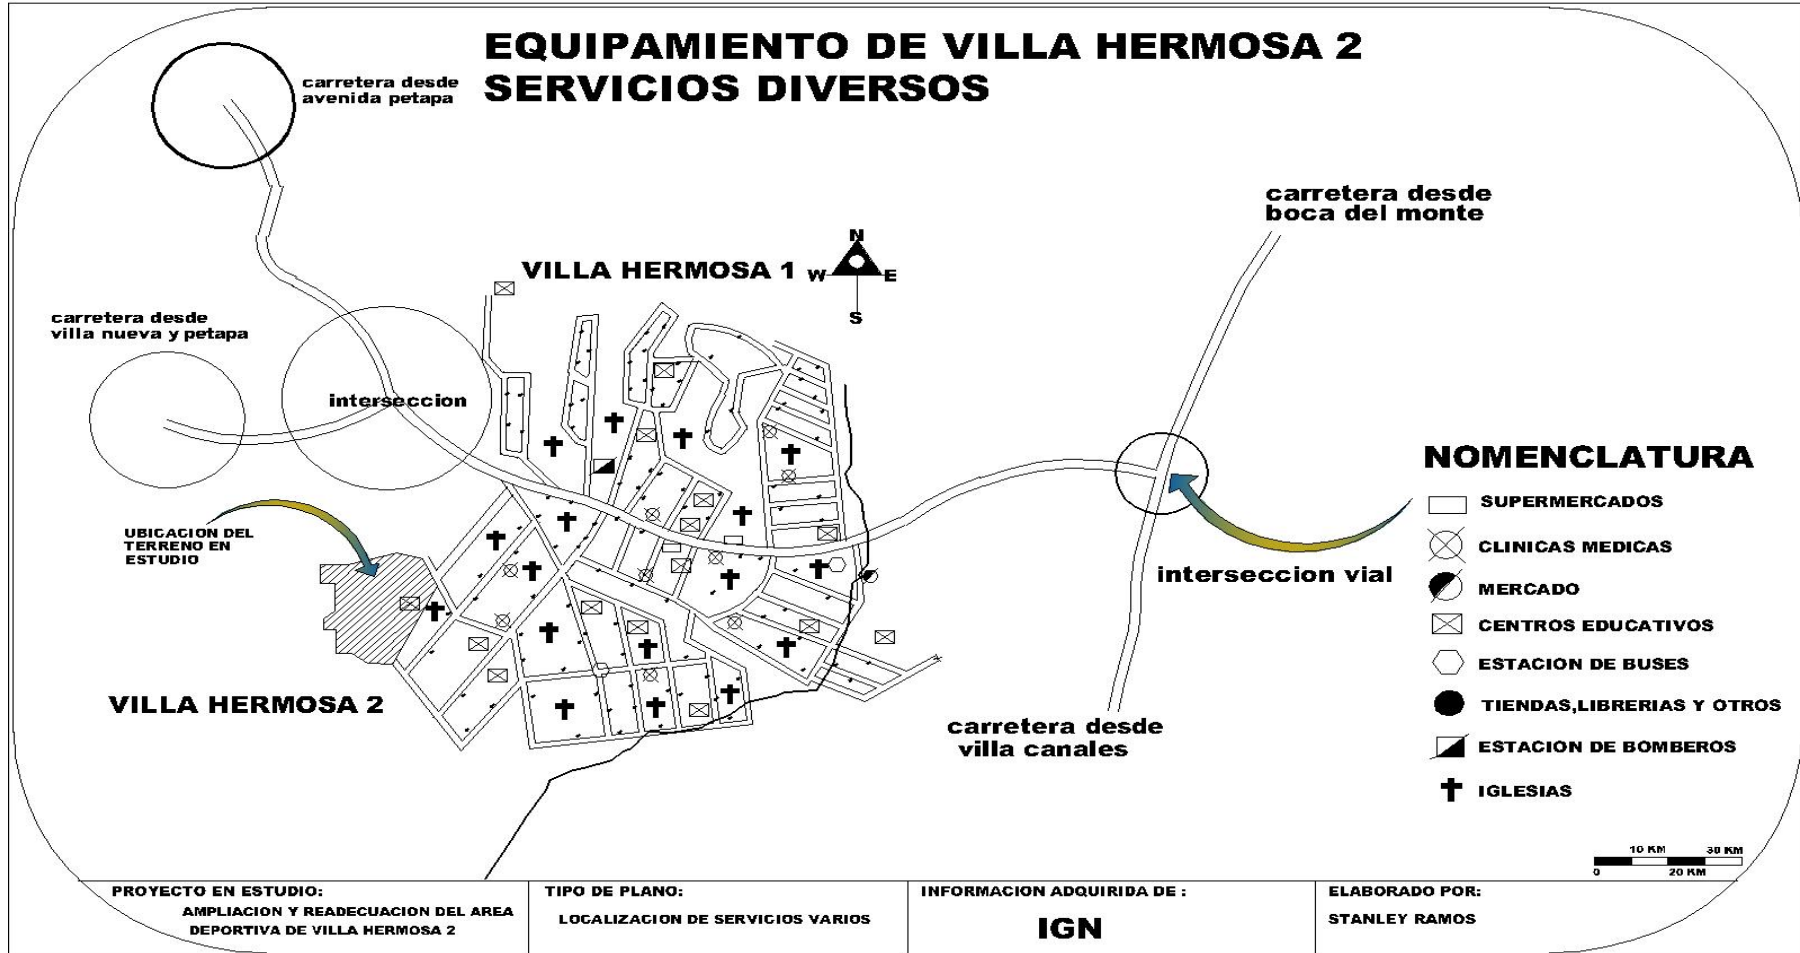 EQUIPAMIENTO DE VILLA HERMOSA 2
SERVICIOS DIVERSOS
carretera desde
avenida petapa
carretera desde
boca del monte
N
W
E
S
VILLA HERMOSA 1
carretera desde
villa nueva y petapa
interseccion
UBICACION DEL
TERRENO EN
ESTUDIO
interseccion vial
VILLA HERMOSA 2
carretera desde
villa canales
NOMENCLATURA
SUPERMERCADOS
CLINICAS MEDICAS
MERCADO
CENTROS EDUCATIVOS
ESTACION DE BUSES
TIENDAS,LIBRERIAS Y OTROS
ESTACION DE BOMBEROS
IGLESIAS
10 KM
30 KM
0
20 KM
PROYECTO EN ESTUDIO:
AMPLIACION Y READECUACION DEL AREA
DEPORTIVA DE VILLA HERMOSA 2
TIPO DE PLANO:
LOCALIZACION DE SERVICIOS VARIOS
INFORMACION ADQUIRIDA DE :
IGN
ELABORADO POR:
STANLEY RAMOS